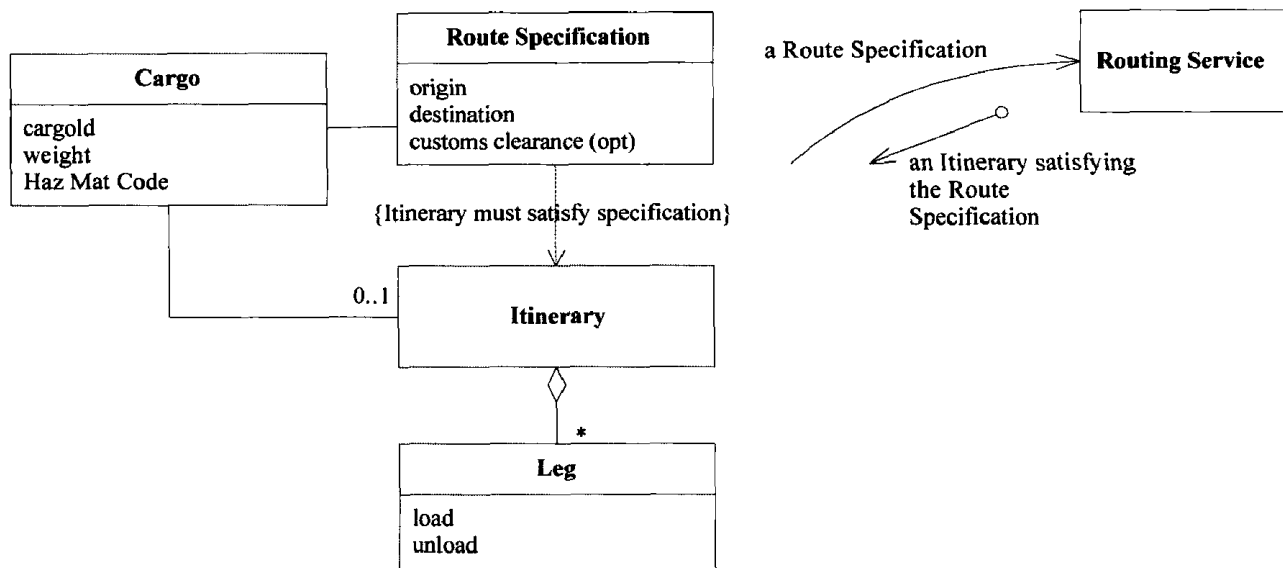 Route Specification
origin
destination
customs clearance (opt)
Cargo
cargold
weight
Haz Mat Code
a Route Specification
Routing Service
an Itinerary satisfying
the Route
Specification
{Itinerary must satisfy specification}
0..1
Itinerary
*
Leg
load
unload